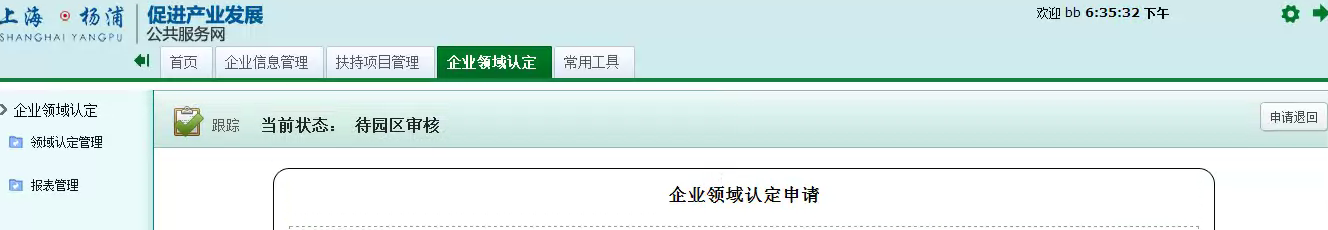 上海 杨浦
SHANGHAI YANGPU
促进产业发展
公共服务网
欢迎 bb 6:35:32 下午
首页 企业信息管理 扶持项目管理 企业领域认定 常用工具
企业领域认定
领域认定管理
报表管理
跟踪 当前状态： 待园区审核
申请退回
企业领域认定申请